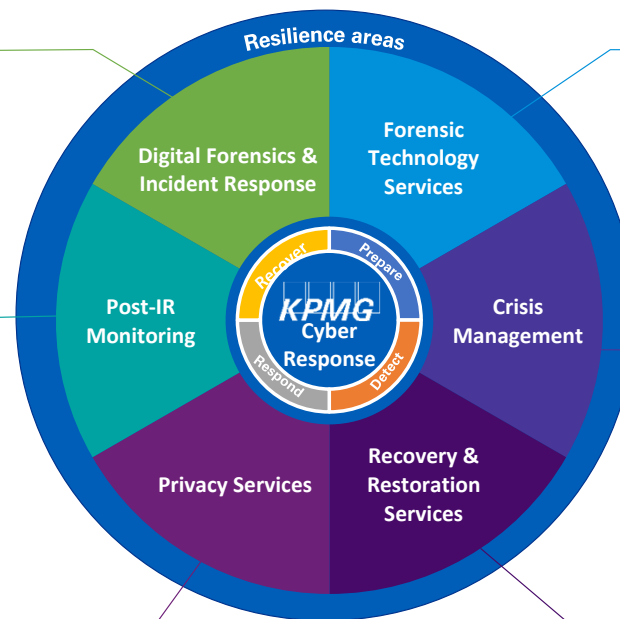 Resilience areas
Digital Forensics &
Incident Response
Forensic
Technology
Services
Post-IR
Monitoring
Recover
Prepare
KPMG
Cyber
Response
Respond
Detect
Crisis
Management
Privacy Services
Recovery &
Restoration
Services